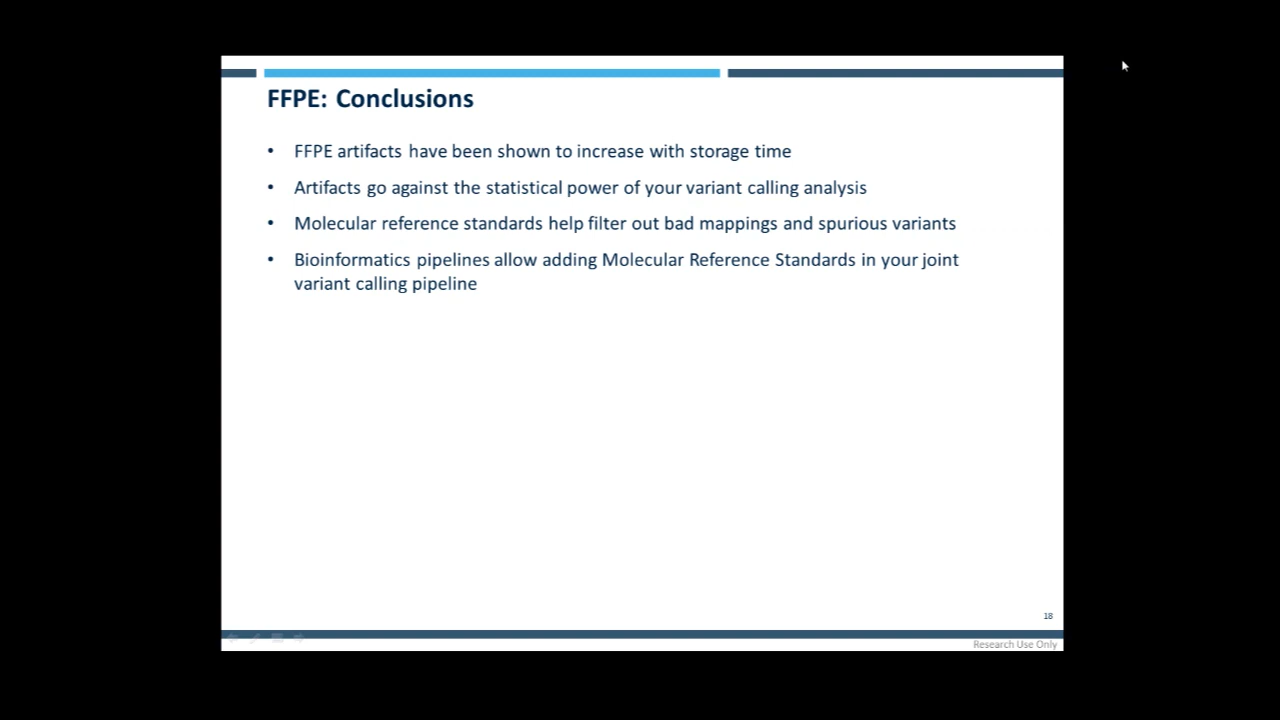 FFPE: Conclusions
• FFPE artifacts have been shown to increase with storage time
• Artifacts go against the statistical power of your variant calling analysis
• Molecular reference standards help filter out bad mappings and spurious variants
• Bioinformatics pipelines allow adding Molecular Reference Standards in your joint
variant calling pipeline
18
Research Use Only